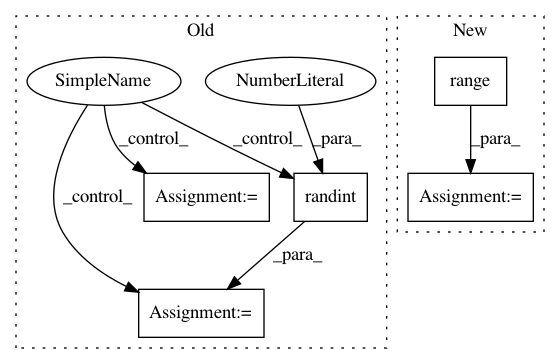 Old
New
SimpleName
NumberLiteral
range
_control_
_control_
_para_
_para_
_control_
Assignment:=
randint
Assignment:=
_para_
Assignment:=